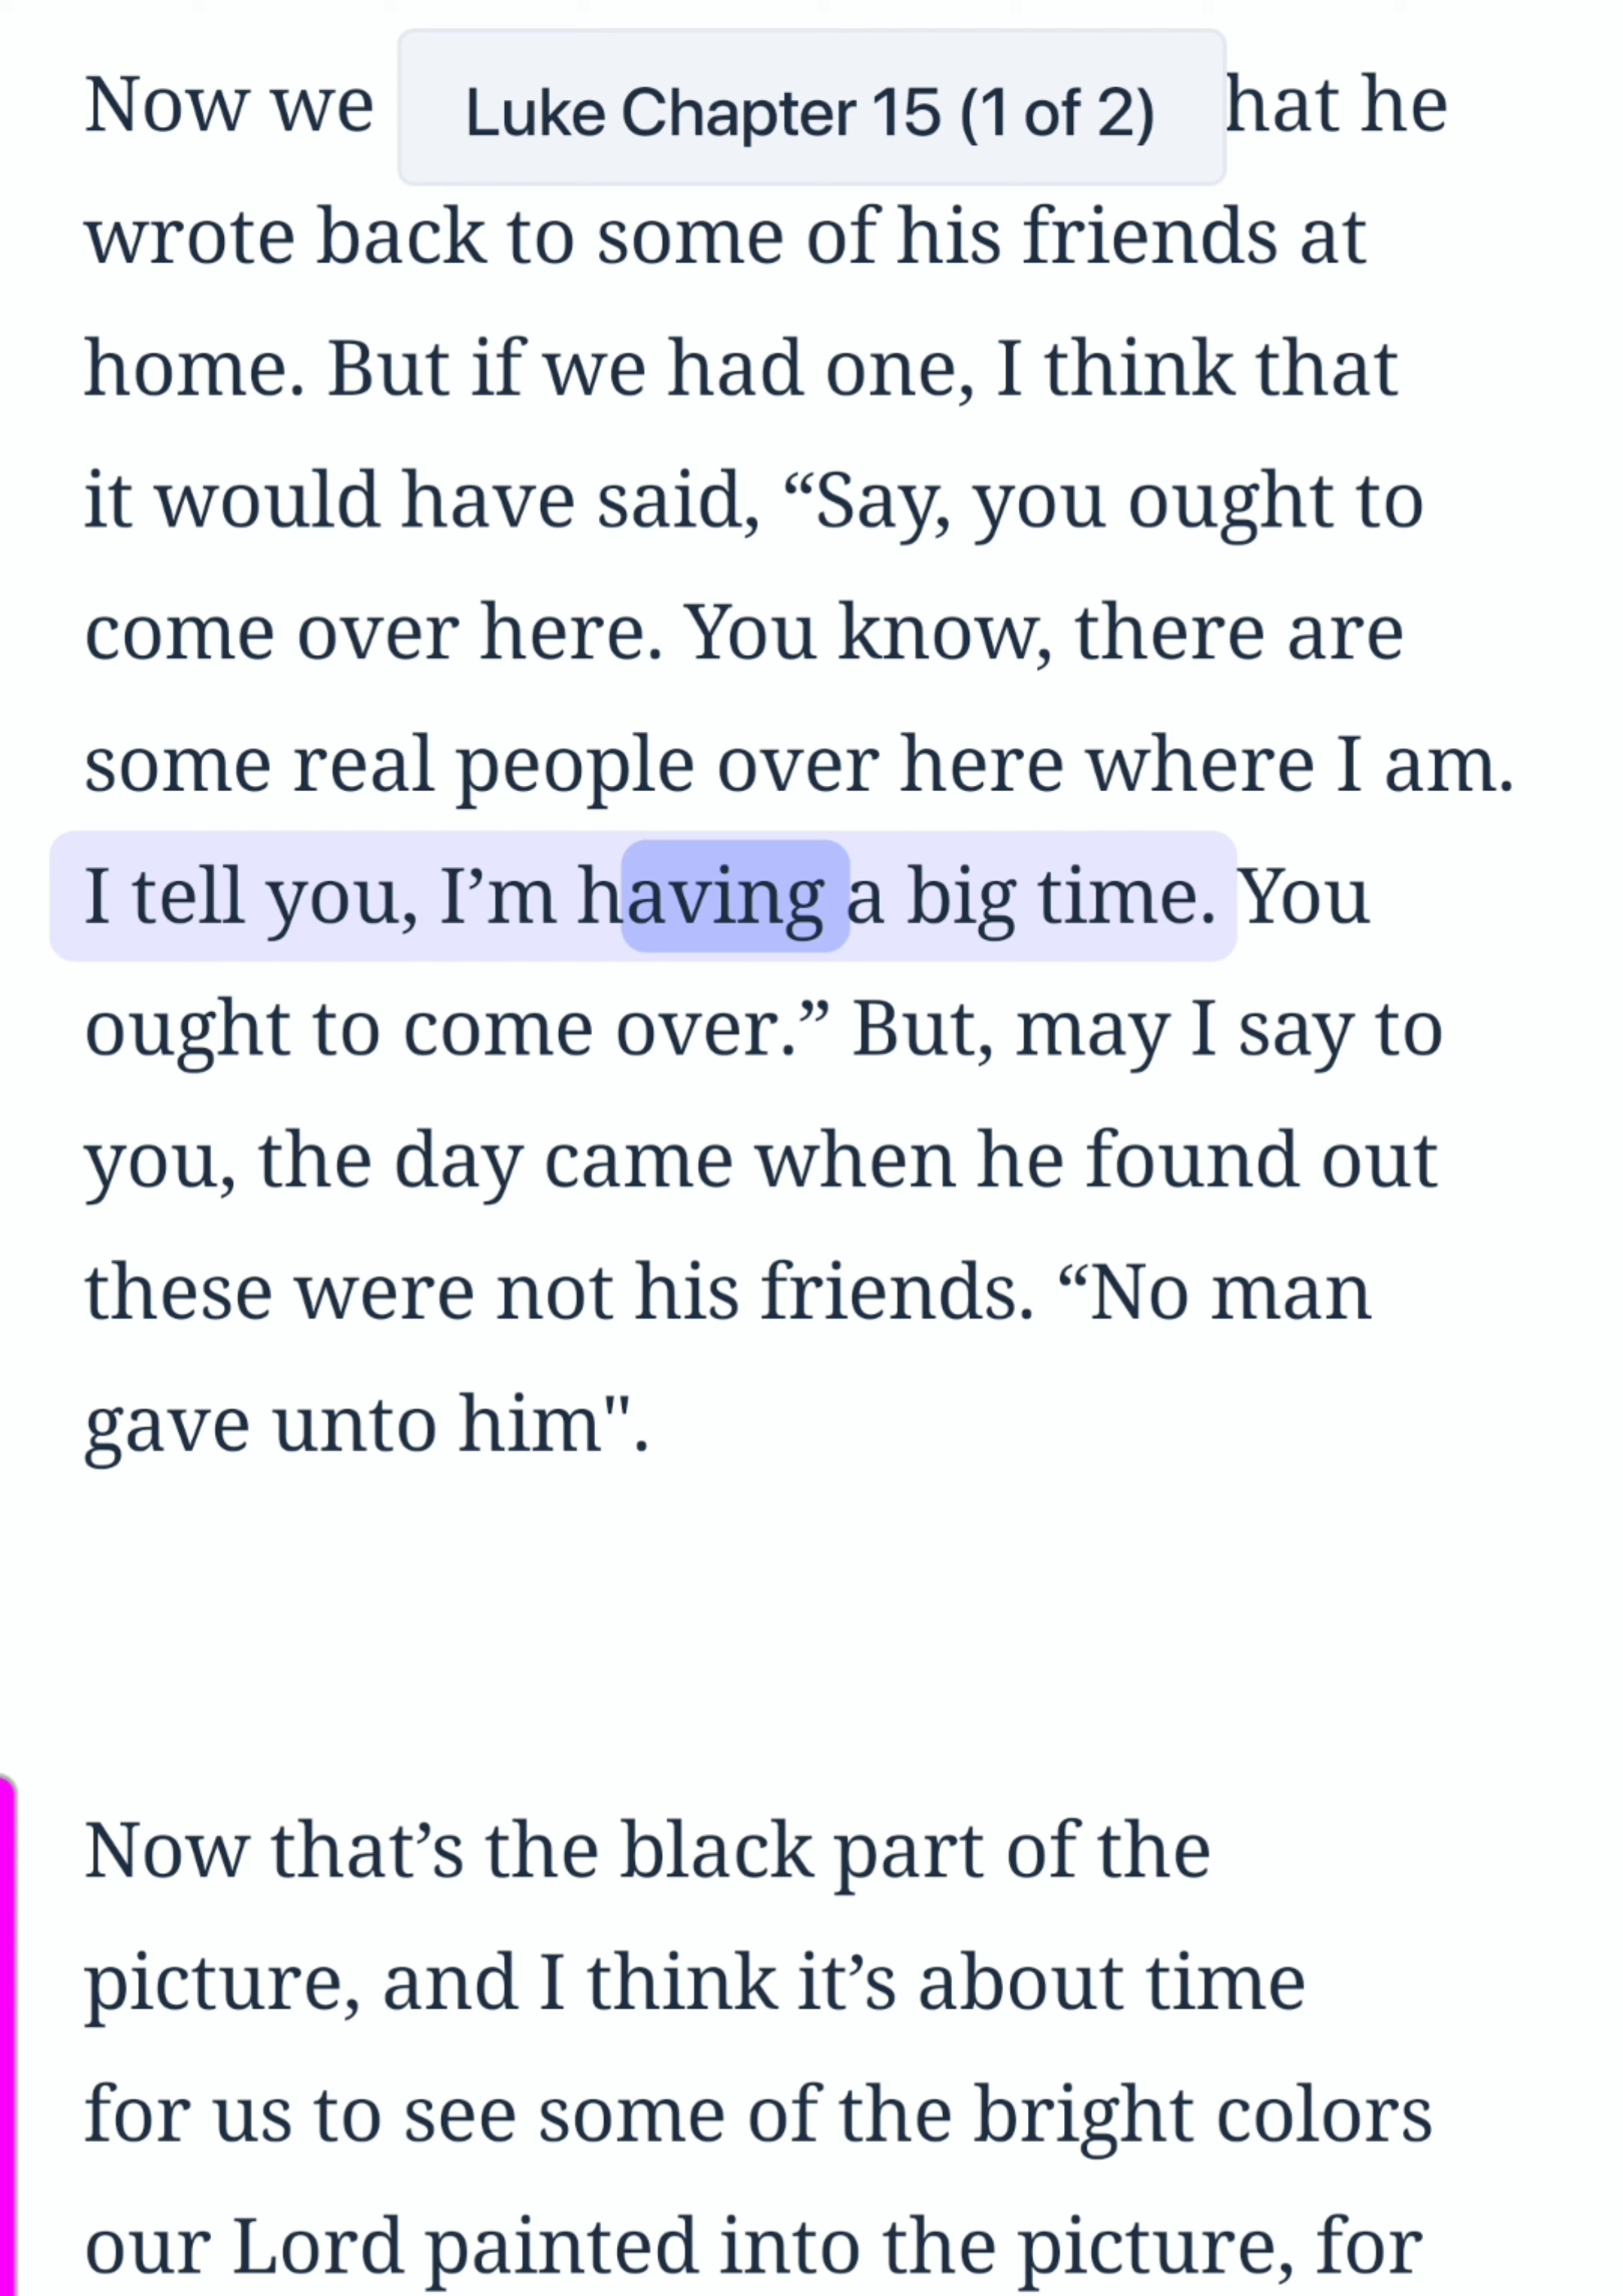 Now we
Luke Chapter 15 (1 of 2)
hat he
wrote back to some of his friends at
home. But if we had one, I think that
it would have said, “Say, you ought to
come over here. You know, there are
some real people over here where I am.
I tell you, I’m having a big time. You
ought to come over.” But, may I say to
you, the day came when he found out
these were not his friends. “No man
gave unto him".
Now that’s the black part of the
picture, and I think it’s about time
for us to see some of the bright colors
our Lord painted into the picture, for